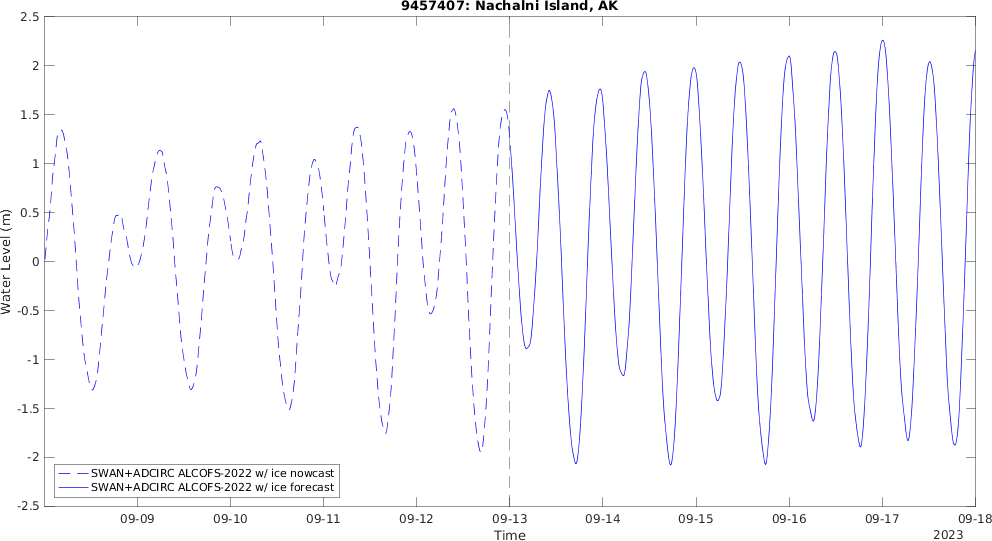 9457407: Nachalni Island, AK
2.5
2
1.5
1
0.5
0
-0.5
-1
-1.5
-2
-2.5
Water Level (m)
SWAN+ADCIRC ALCOFS-2022 w/ ice nowcast
SWAN+ADCIRC ALCOFS-2022 w/ ice forecast
09-09 09-10 09-11 09-12 09-13 09-14 09-15 09-16 09-17 09-18
Time
2023